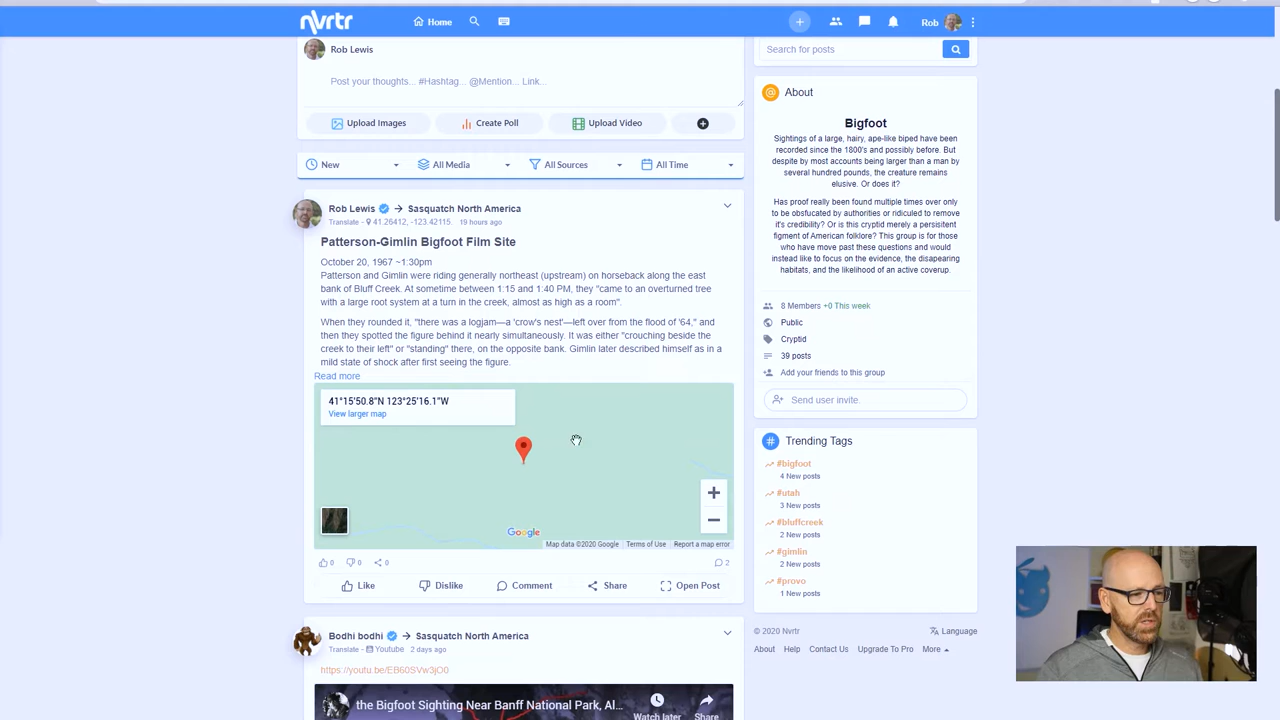 nvrtr
Home
Rob
Rob Lewis
Post your thoughts... #Hashtag... @Mention... Link...
Upload Images
Create Poll
Upload Video
New
All Media
All Sources
All Time
Rob Lewis → Sasquatch North America
Translate - 41.26412, -123.42115. 19 hours ago
Patterson-Gimlin Bigfoot Film Site
October 20, 1967 ~1:30pm
Patterson and Gimlin were riding generally northeast (upstream) on horseback along the east
bank of Bluff Creek. At sometime between 1:15 and 1:40 PM, they "came to an overturned tree
with a large root system at a turn in the creek, almost as high as a room".
When they rounded it, "there was a logjam—a 'crow's nest'—left over from the flood of '64," and
then they spotted the figure behind it nearly simultaneously. It was either "crouching beside the
creek to their left" or "standing" there, on the opposite bank. Gimlin later described himself as in a
mild state of shock after first seeing the figure.
Read more
41°15'50.8"N 123°25'16.1"W
View larger map
Google
Map data ©2020 Google Terms of Use Report a map error
0 0 0 2
Like
Dislike
Comment
Share
Open Post
Bodhi bodhi → Sasquatch North America
Translate - Youtube 2 days ago
https://youtu.be/EB60SVw3jO0
the Bigfoot Sighting Near Banff National Park, Al...
Watch later
Share
Search for posts
About
Bigfoot
Sightings of a large, hairy, ape-like biped have been
recorded since the 1800's and possibly before. But
despite by most accounts being larger than a man by
several hundred pounds, the creature remains
elusive. Or does it?
Has proof really been found multiple times over only
to be obsfucated by authorities or ridiculed to remove
it's credibility? Or is this cryptid merely a persisitent
figment of American folklore? This group is for those
who have move past these questions and would
instead like to focus on the evidence, the disapearing
habitats, and the likelihood of an active coverup.
8 Members +0 This week
Public
Cryptid
39 posts
Add your friends to this group
Send user invite.
Trending Tags
#bigfoot
4 New posts
#utah
3 New posts
#bluffcreek
2 New posts
#gimlin
2 New posts
#provo
1 New posts
© 2020 Nvrtr
Language
About Help Contact Us Upgrade To Pro More